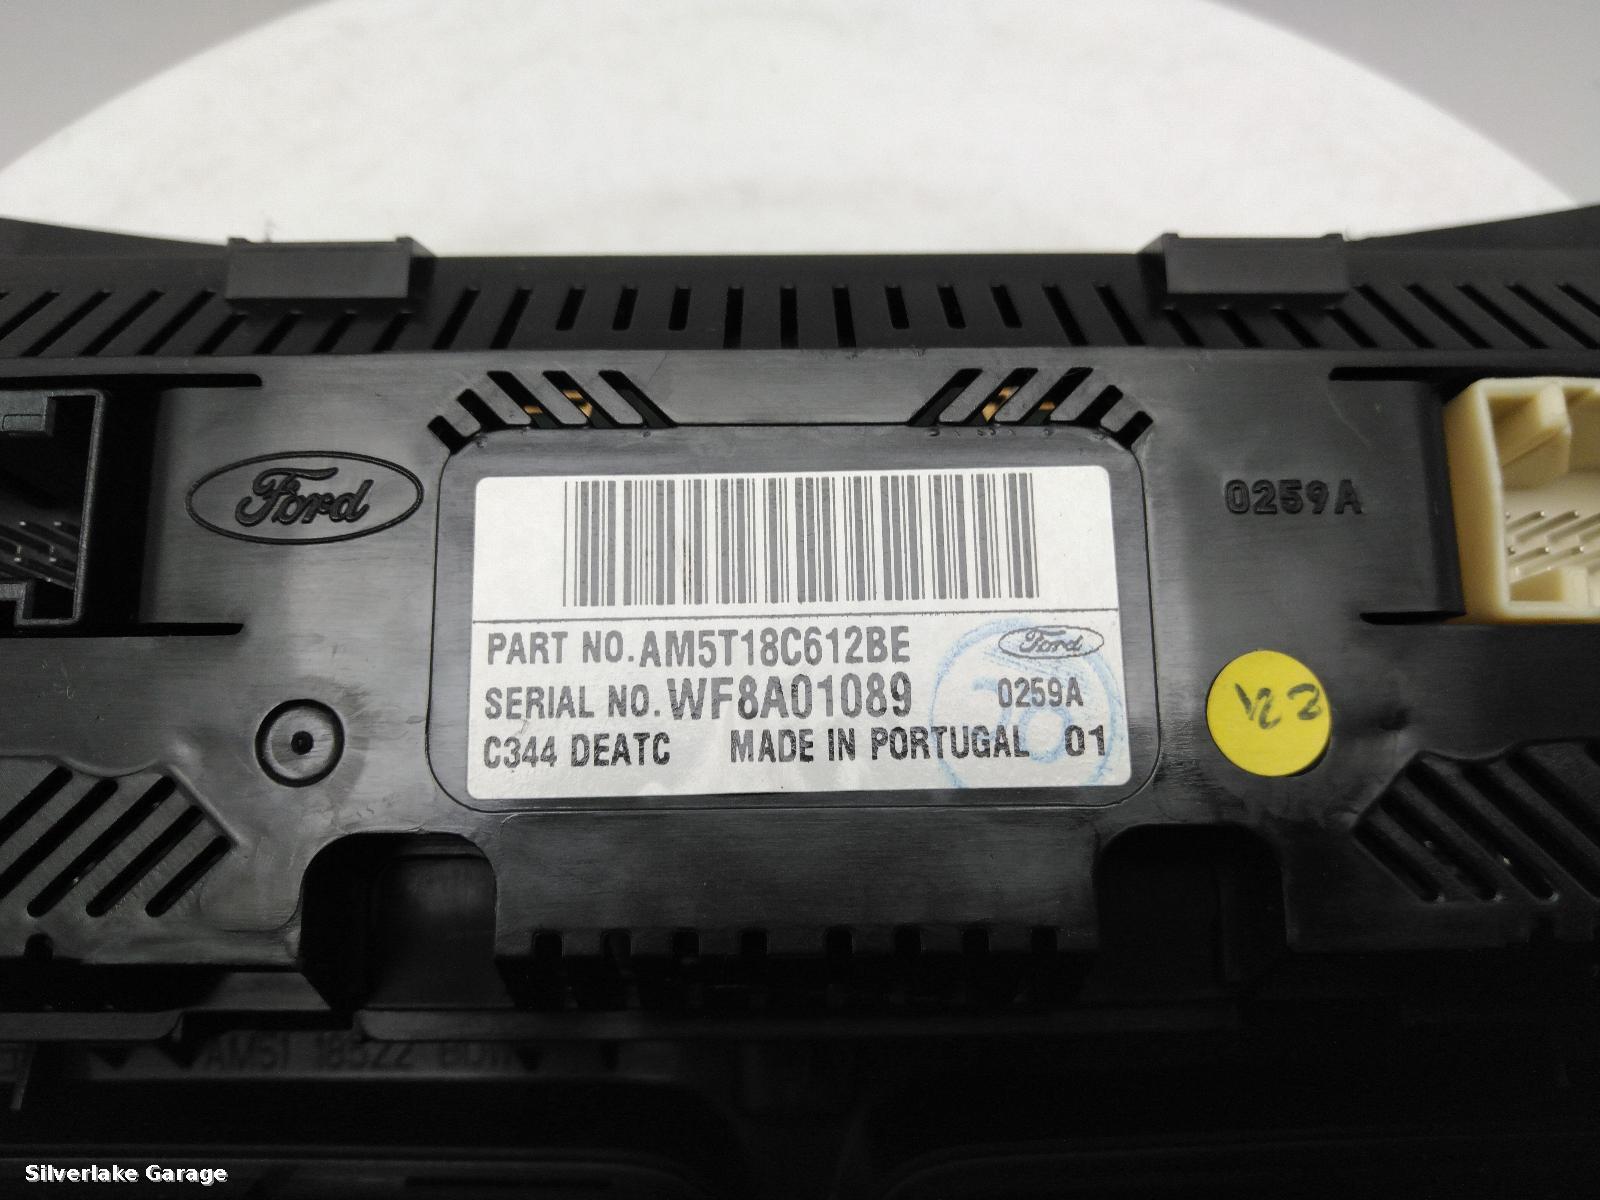 Ford
0259A
PART NO. AM5T18C612BE
Ford
SERIAL NO. WF8A01089
0259A
C344 DEATC MADE IN PORTUGAL 01
Silverlake Garage